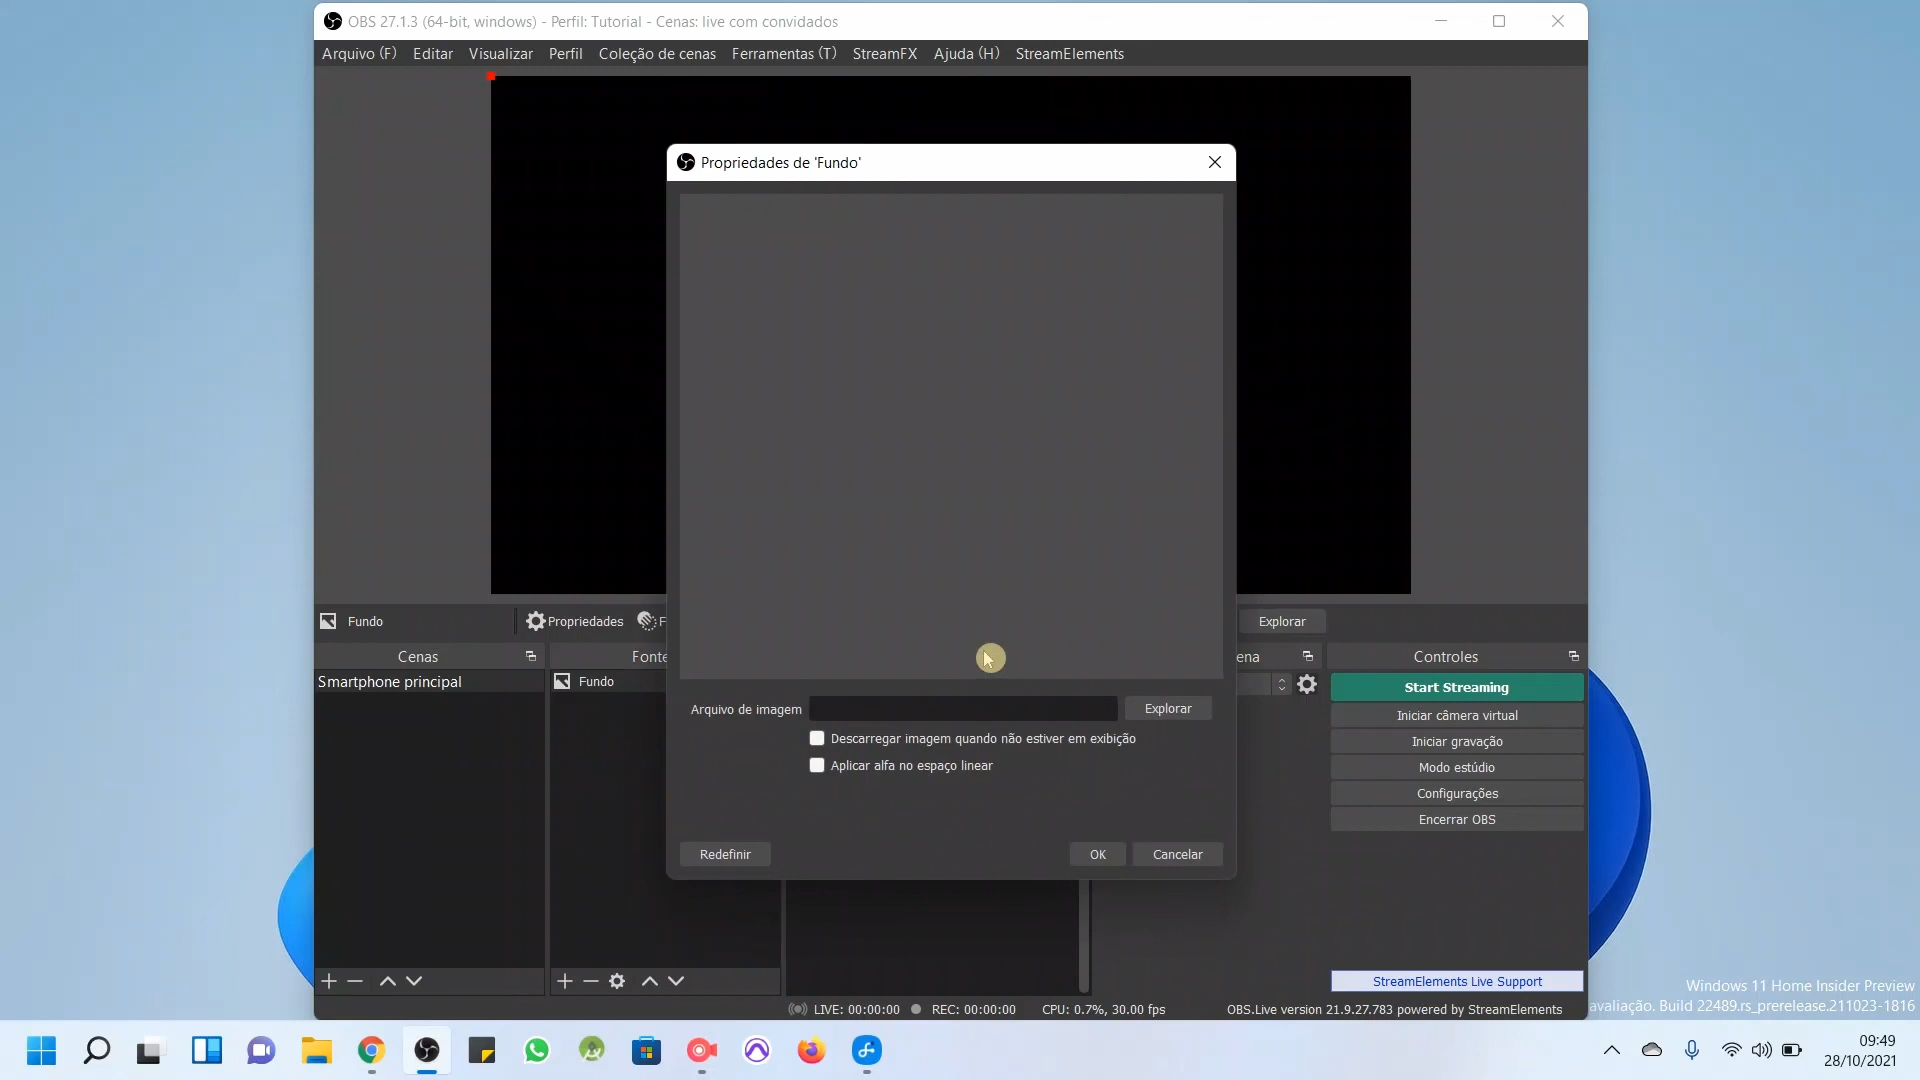 OBS 27.1.3 (64-bit, windows) - Perfil: Tutorial - Cenas: live com convidados
Arquivo (F) Editar Visualizar Perfil Coleção de cenas Ferramentas (T) StreamFX Ajuda (H) StreamElements
Propriedades de 'Fundo'
Fundo Propriedades F Explorar
Cenas Fonte ena Controles
Smartphone principal
Fundo
Arquivo de imagem Explorar
Descarregar imagem quando não estiver em exibição
Aplicar alfa no espaço linear
Redefinir OK Cancelar
Start Streaming
Iniciar câmera virtual
Iniciar gravação
Modo estúdio
Configurações
Encerrar OBS
StreamElements Live Support
LIVE: 00:00:00 REC: 00:00:00 CPU: 0.7%, 30.00 fps OBS.Live version 21.9.27.783 powered by StreamElements
Windows 11 Home Insider Preview
avaliação. Build 22489.rs_prerelease.211023-1816
09:49
28/10/2021